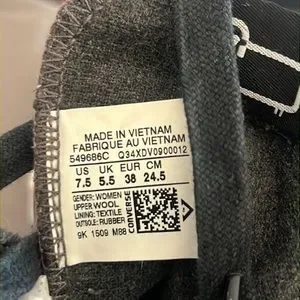 MADE IN VIETNAM
FABRIQUE AU VIETNAM
549686C Q34XDV0900012
US UK EUR CM
7.5 5.5 38 24.5
GENDER: WOMEN
UPPER: WOOL
LINING: TEXTILE
OUTSOLE: RUBBER
CONVERSE
9K 1509 M88